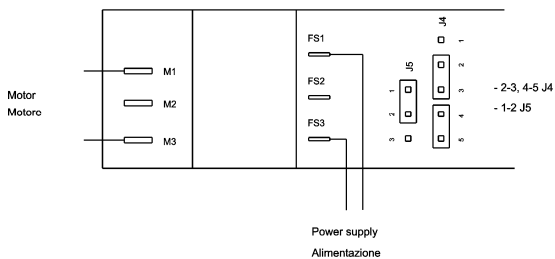 J4
FS1
1
J5
2
M1
Motor
FS2
1
3
- 2-3, 4-5 J4
Motore
M2
- 1-2 J5
FS3
2
4
M3
3
5
Power supply
Alimentazione